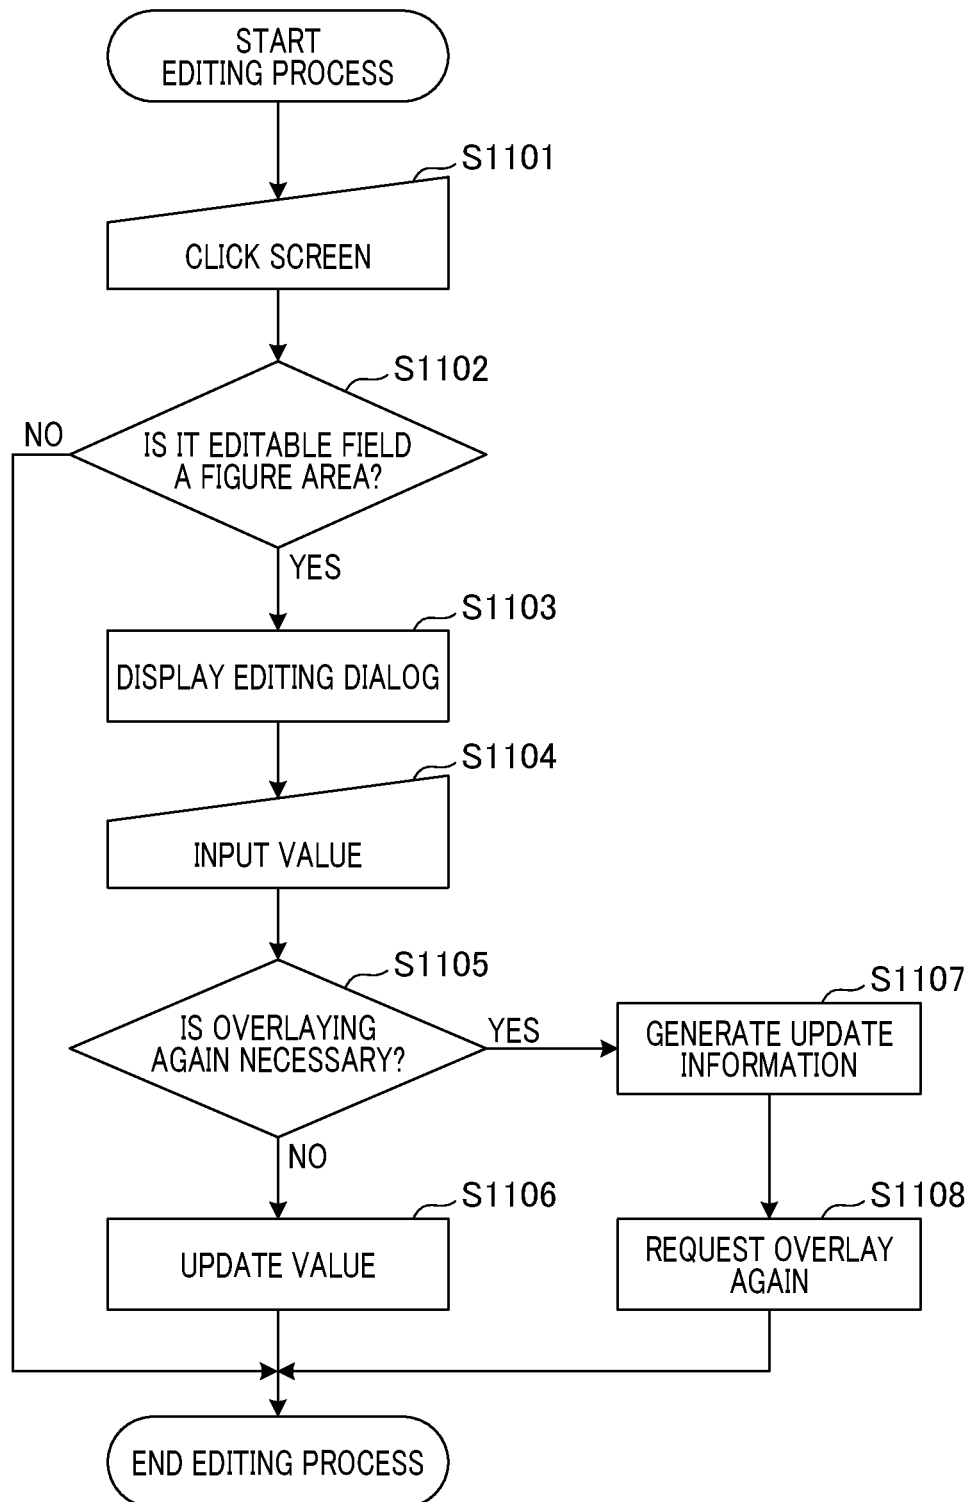 START
EDITING PROCESS
S1101
CLICK SCREEN
S1102
NO
IS IT EDITABLE FIELD
A FIGURE AREA?
YES
S1103
DISPLAY EDITING DIALOG
S1104
INPUT VALUE
S1105
IS OVERLAYING
AGAIN NECESSARY?
YES
S1107
GENERATE UPDATE
INFORMATION
NO
S1106
UPDATE VALUE
S1108
REQUEST OVERLAY
AGAIN
END EDITING PROCESS